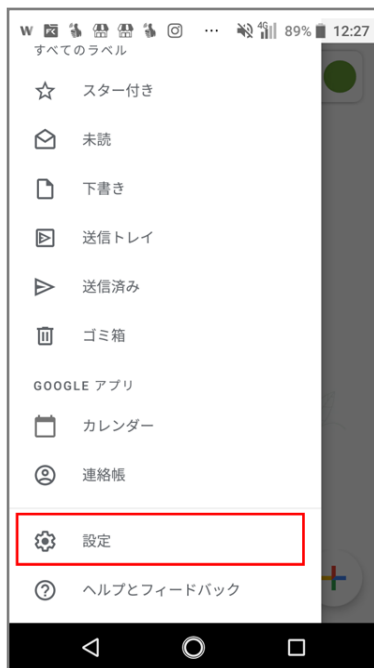 W 4G 89% 12:27
すべてのラベル
スター付き
未読
下書き
送信トレイ
送信済み
ゴミ箱
GOOGLE アプリ
カレンダー
連絡帳
設定
ヘルプとフィードバック